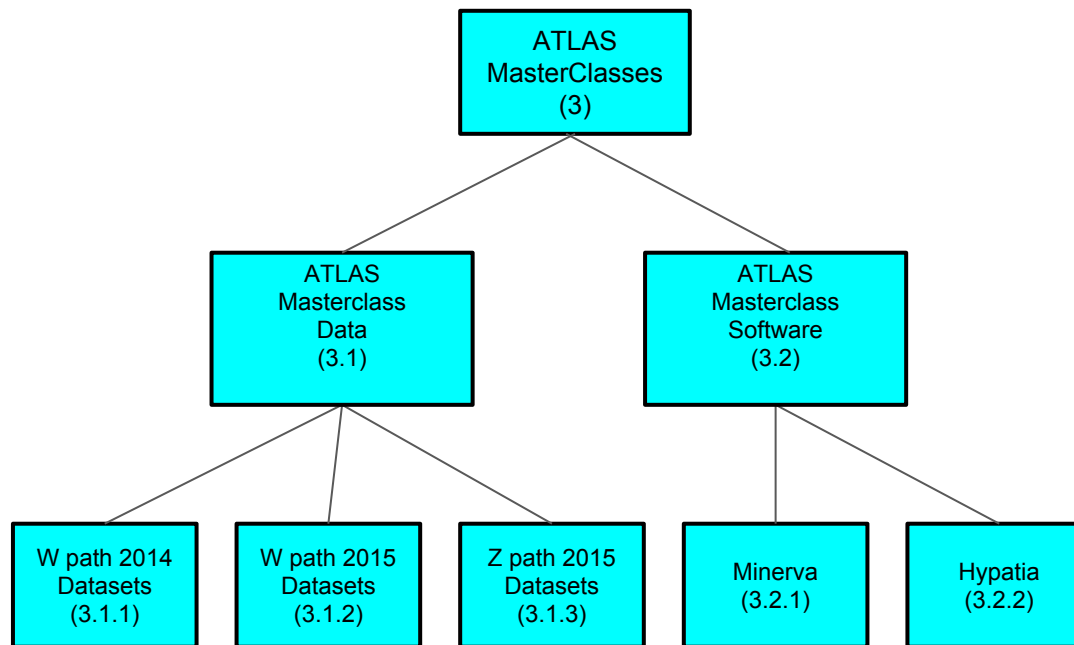 ATLAS
MasterClasses
(3)
ATLAS
Masterclass
Data
(3.1)
ATLAS
Masterclass
Software
(3.2)
W path 2014
Datasets
(3.1.1)
W path 2015
Datasets
(3.1.2)
Z path 2015
Datasets
(3.1.3)
Minerva
(3.2.1)
Hypatia
(3.2.2)